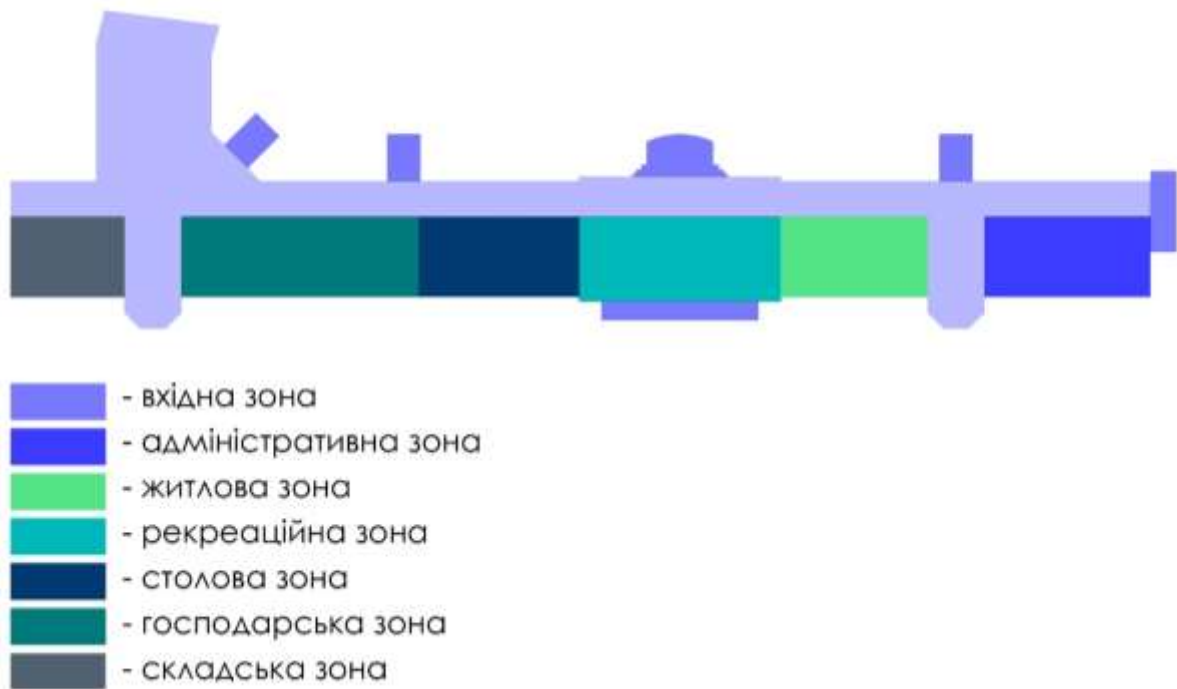 - вхідна зона
- адміністративна зона
- житлова зона
- рекреаційна зона
- столова зона
- господарська зона
- складська зона